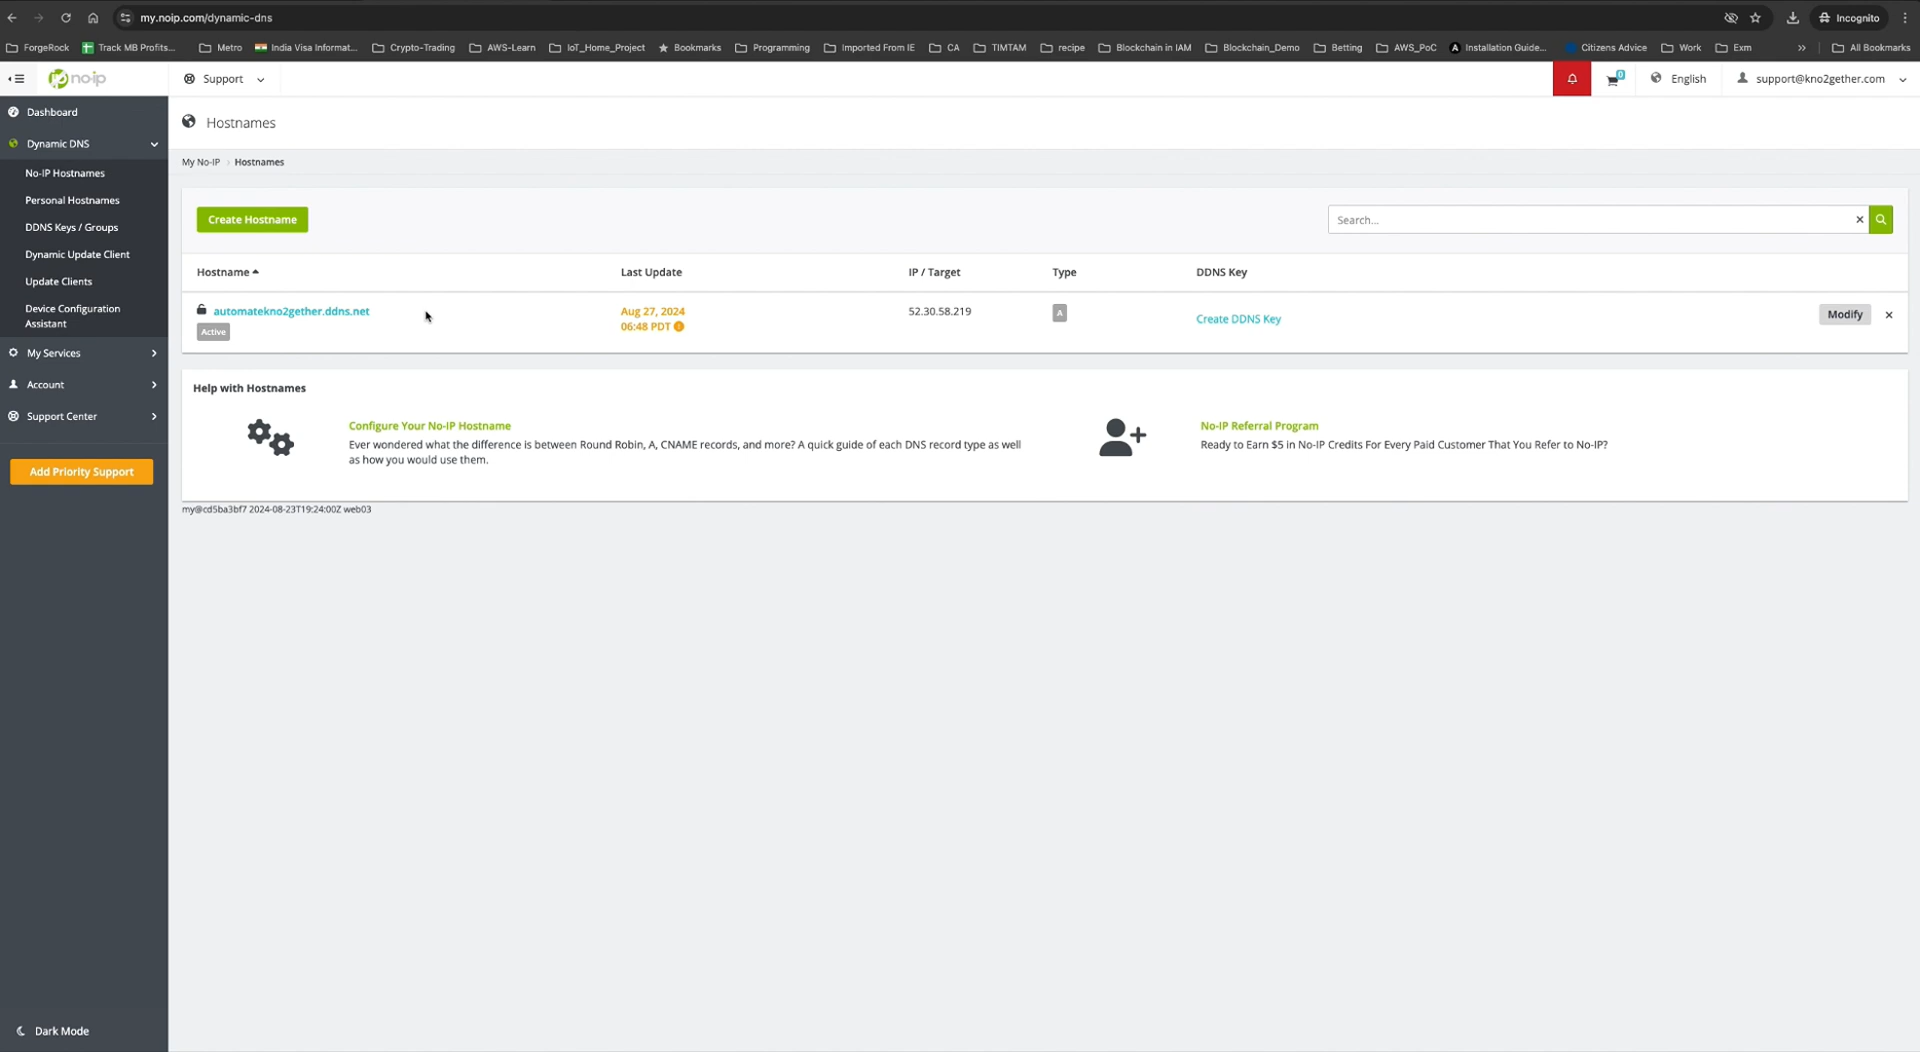 my.noip.com/dynamic-dns
Incognito
ForgeRock
Track MB Profits...
Metro
India Visa Informat...
Crypto-Trading
AWS-Learn
IoT_Home_Project
Bookmarks
Programming
Imported From IE
CA
TIMTAM
recipe
Blockchain in IAM
Blockchain_Demo
Betting
AWS_PoC
Installation Guide...
Citizens Advice
Work
Exm
»
All Bookmarks
no-ip
Support
0
English
support@kno2gether.com
Dashboard
Dynamic DNS
No-IP Hostnames
Personal Hostnames
DDNS Keys / Groups
Dynamic Update Client
Update Clients
Device Configuration
Assistant
My Services
Account
Support Center
Add Priority Support
Dark Mode
Hostnames
My No-IP › Hostnames
Create Hostname
Search...
Hostname Last Update IP / Target Type DDNS Key
automatekno2gether.ddns.net
Active
Aug 27, 2024
06:48 PDT
52.30.58.219
A
Create DDNS Key
Modify
Help with Hostnames
Configure Your No-IP Hostname
Ever wondered what the difference is between Round Robin, A, CNAME records, and more? A quick guide of each DNS record type as well
as how you would use them.
No-IP Referral Program
Ready to Earn $5 in No-IP Credits For Every Paid Customer That You Refer to No-IP?
my@cd5ba3bf7 2024-08-23T19:24:00Z web03